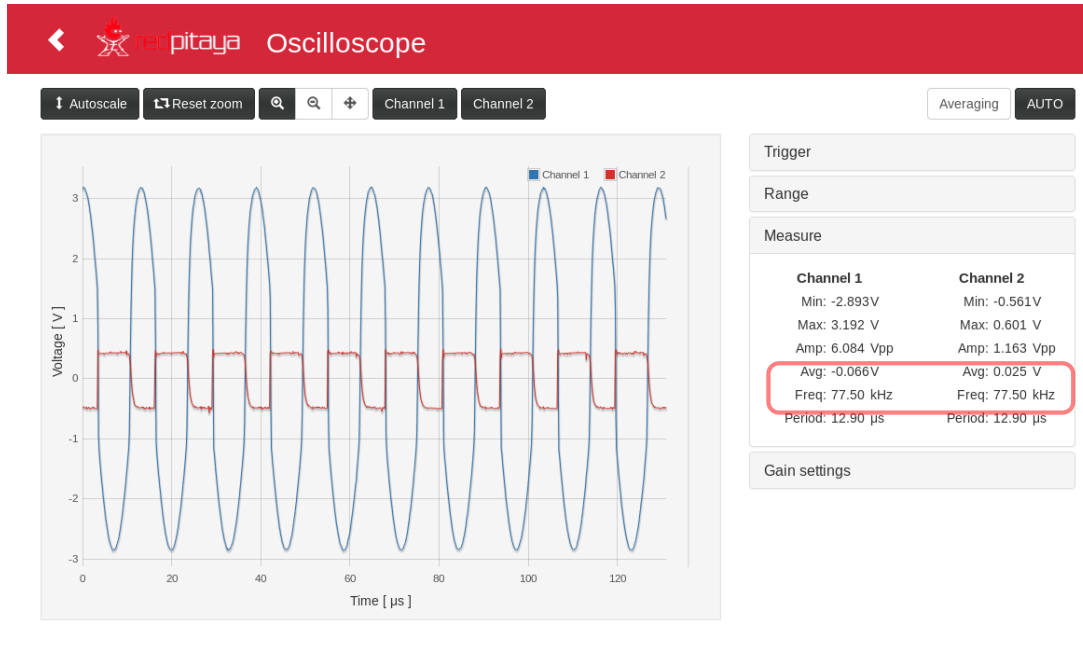 redpitaya Oscilloscope
Autoscale Reset zoom Channel 1 Channel 2 Averaging AUTO
Channel 1 Channel 2
3
2
1
0
-1
-2
-3
Voltage [ V ]
0 20 40 60 80 100 120
Time [ µs ]
Trigger
Range
Measure
Channel 1 Channel 2
Min: -2.893V Min: -0.561V
Max: 3.192 V Max: 0.601 V
Amp: 6.084 Vpp Amp: 1.163 Vpp
Avg: -0.066V Avg: 0.025 V
Freq: 77.50 kHz Freq: 77.50 kHz
Period: 12.90 µs Period: 12.90 µs
Gain settings